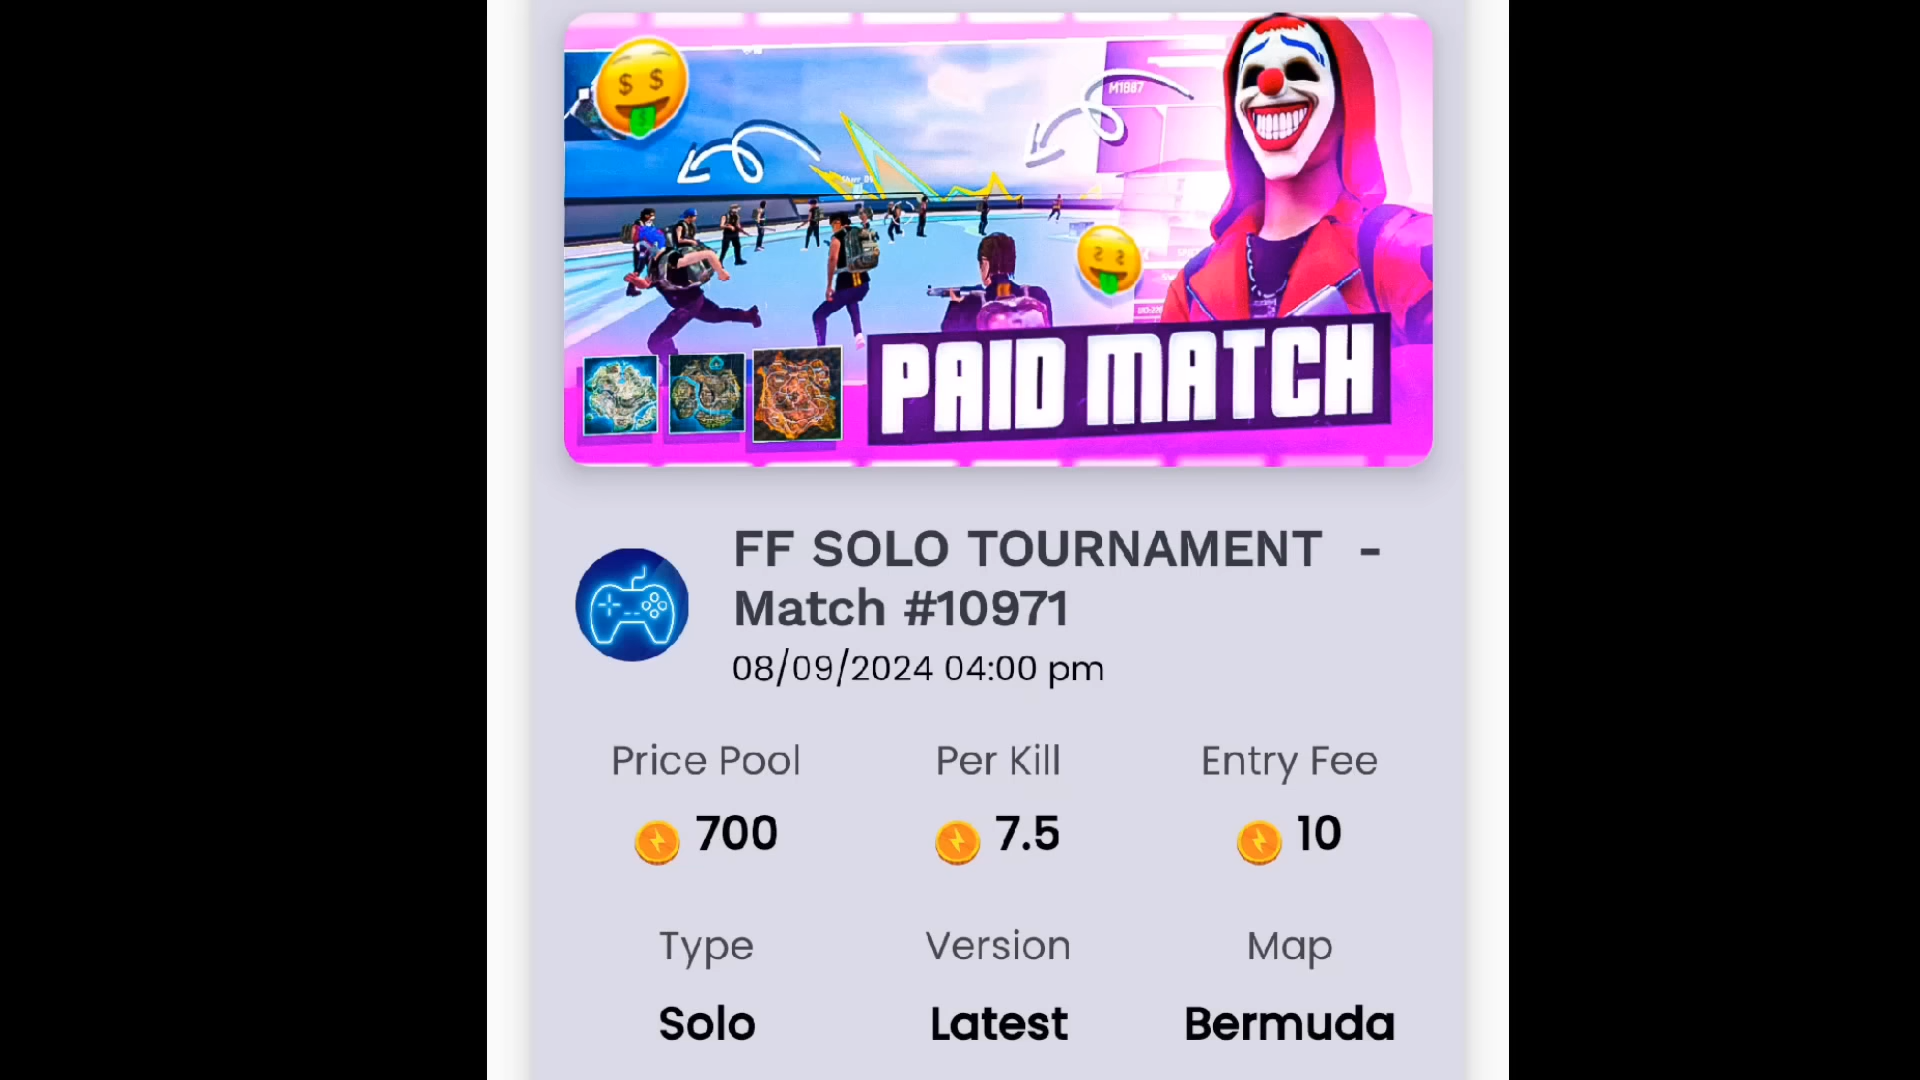 M1887
PAID MATCH
FF SOLO TOURNAMENT -
Match #10971
08/09/2024 04:00 pm
Price Pool Per Kill Entry Fee
700 7.5 10
Type Version Map
Solo Latest Bermuda